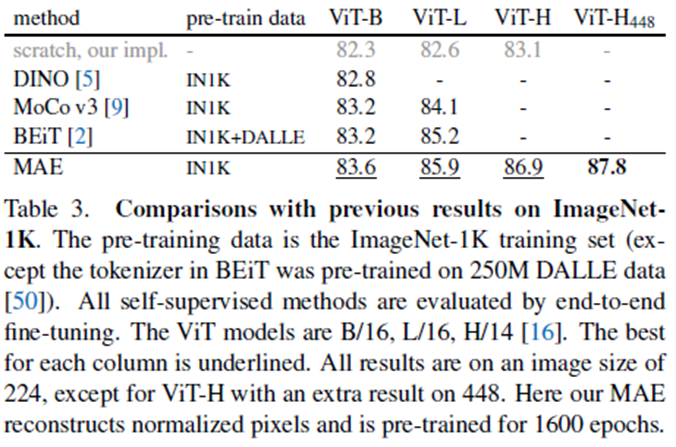 method pre-train data ViT-B ViT-L ViT-H ViT-H448
scratch, our impl. - 82.3 82.6 83.1 -
DINO [5] IN1K 82.8 - - -
MoCo v3 [9] IN1K 83.2 84.1 - -
BEiT [2] IN1K+DALLE 83.2 85.2 - -
MAE IN1K 83.6 85.9 86.9 87.8
Table 3. Comparisons with previous results on ImageNet-
1K. The pre-training data is the ImageNet-1K training set (ex-
cept the tokenizer in BEiT was pre-trained on 250M DALLE data
[50]). All self-supervised methods are evaluated by end-to-end
fine-tuning. The ViT models are B/16, L/16, H/14 [16]. The best
for each column is underlined. All results are on an image size of
224, except for ViT-H with an extra result on 448. Here our MAE
reconstructs normalized pixels and is pre-trained for 1600 epochs.